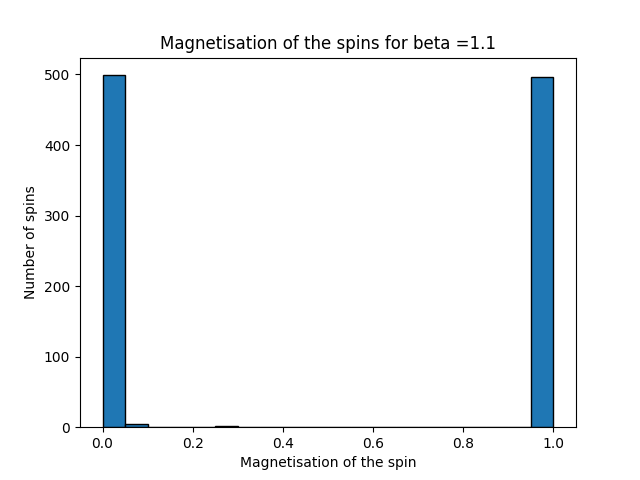 Magnetisation of the spins for beta =1.1
500
400
300
200
100
0
Number of spins
0.0 0.2 0.4 0.6 0.8 1.0
Magnetisation of the spin